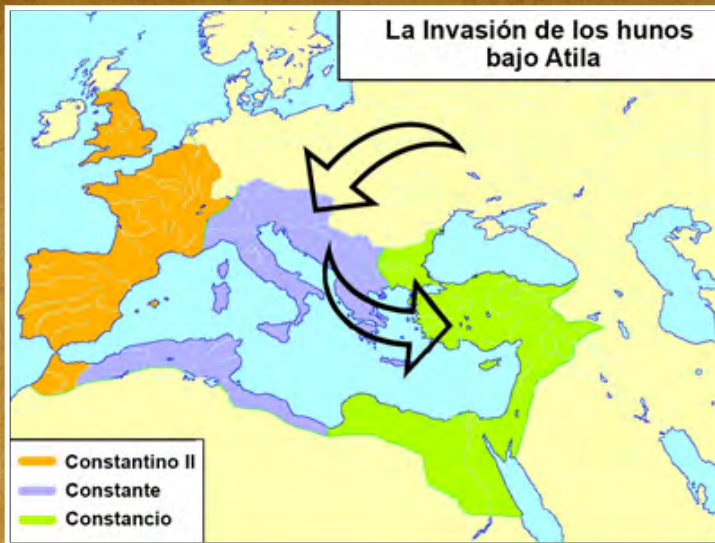 La Invasión de los hunos
bajo Atila
Constantino II
Constante
Constancio